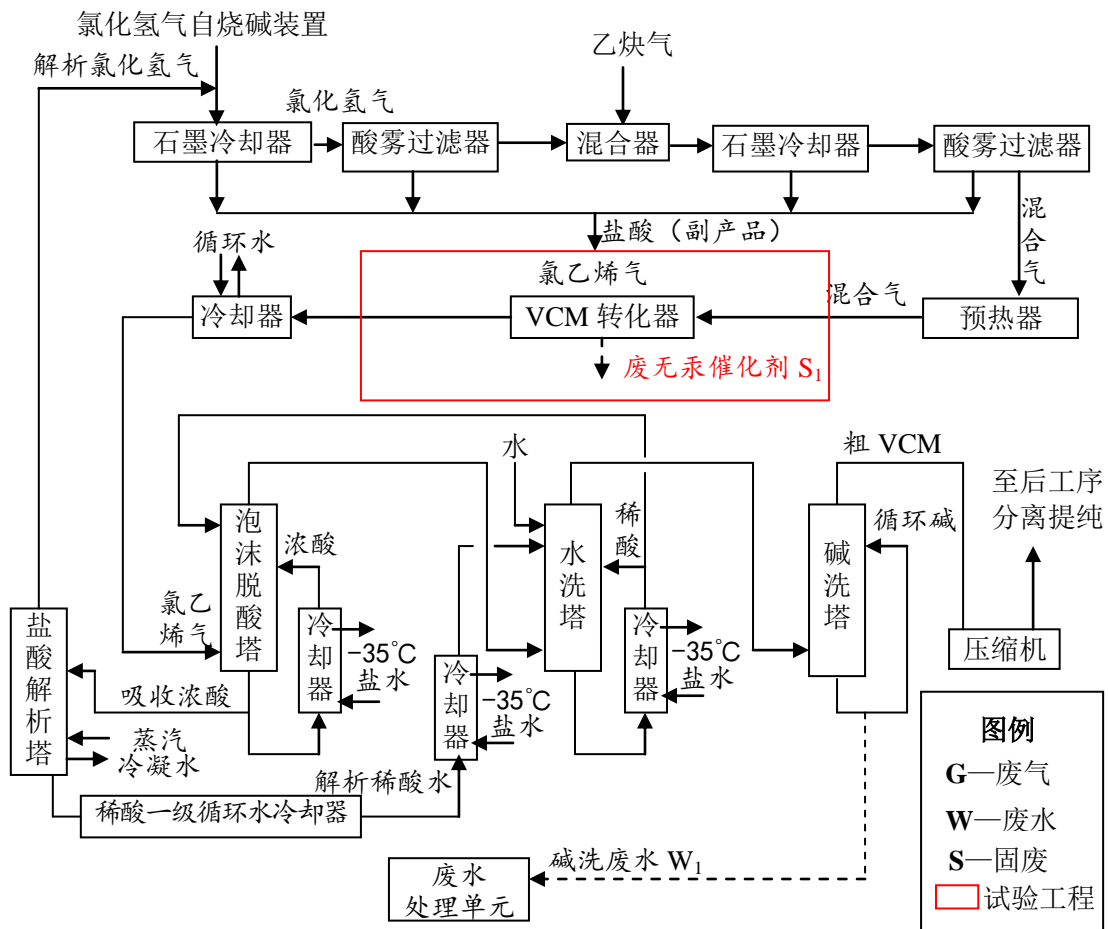 氯化氢气自烧碱装置
解析氯化氢气
乙炔气
氯化氢气
石墨冷却器
酸雾过滤器
混合器
石墨冷却器
酸雾过滤器
混合气
盐酸（副产品）
循环水
氯乙烯气
混合气
冷却器
VCM 转化器
预热器
废无汞催化剂 S₁
粗 VCM
水
至后工序
分离提纯
泡沫脱酸塔
浓酸
水洗塔
稀酸
碱洗塔
循环碱
氯乙
烯气
冷却器
-35℃
盐水
冷却器
-35℃
盐水
冷却器
-35℃
盐水
压缩机
盐酸解析塔
吸收浓酸
蒸汽
冷凝水
解析稀酸水
稀酸一级循环水冷却器
碱洗废水 W₁
废水
处理单元
图例
G—废气
W—废水
S—固废
试验工程